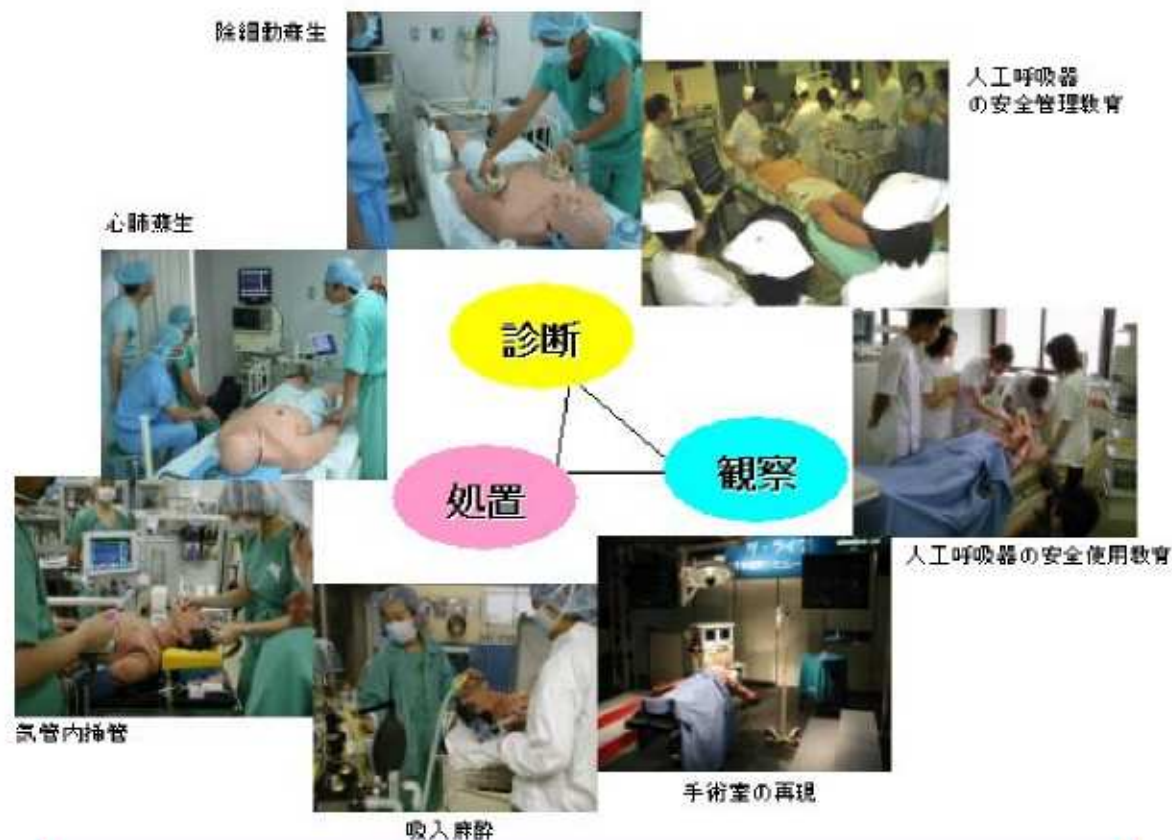 除細動蘇生
人工呼吸器
の安全管理教育
心肺蘇生
診断
観察
処置
人工呼吸器の安全使用教育
気管内挿管
手術室の再現
吸入麻酔